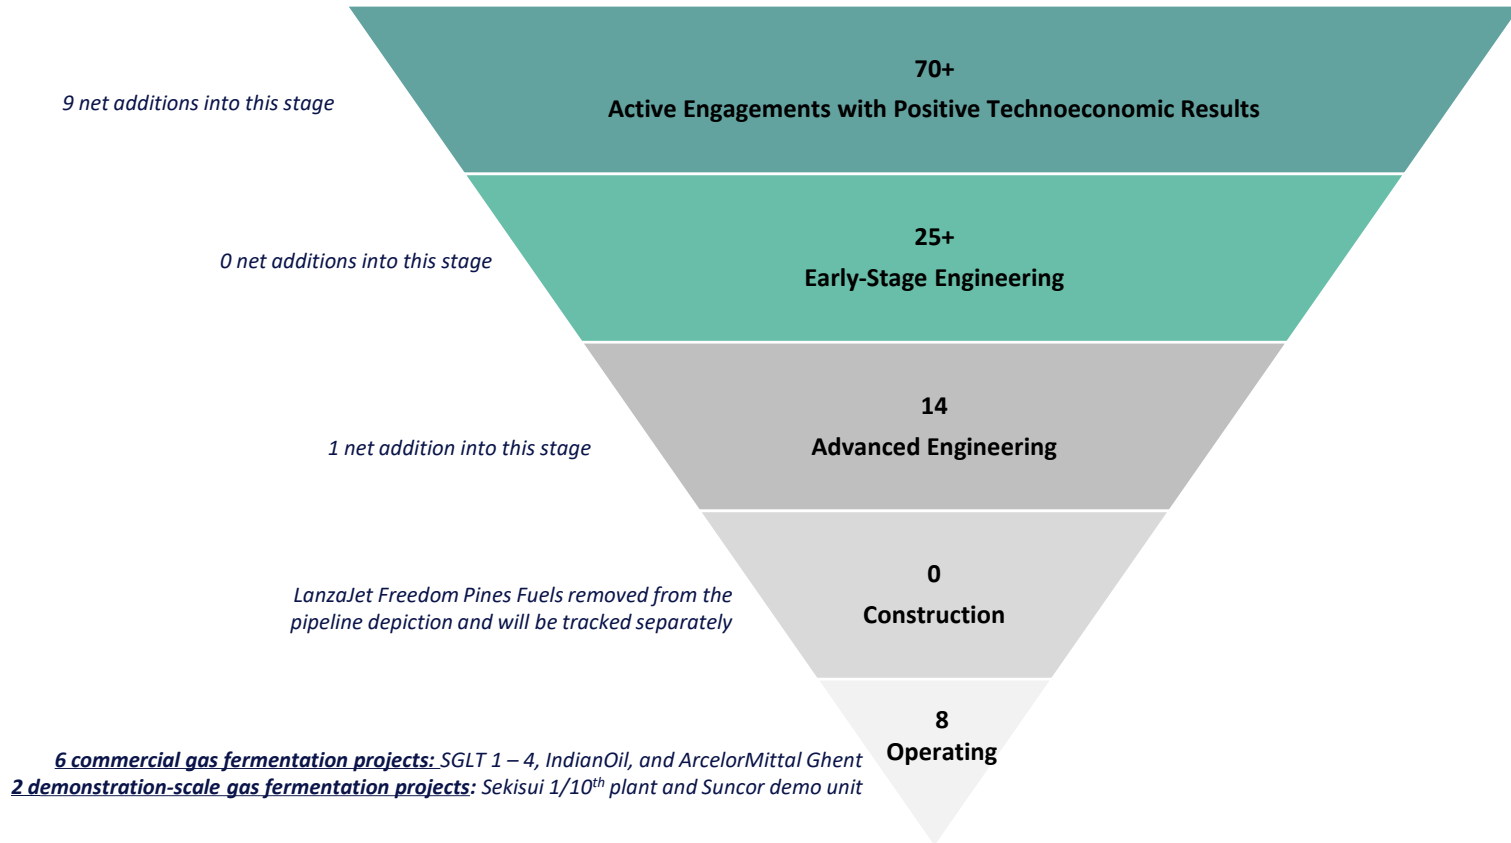 70+
9 net additions into this stage
Active Engagements with Positive Technoeconomic Results
25+
0 net additions into this stage
Early-Stage Engineering
14
1 net addition into this stage
Advanced Engineering
0
LanzaJet Freedom Pines Fuels removed from the
pipeline depiction and will be tracked separately
Construction
8
Operating
6 commercial gas fermentation projects: SGLT 1 – 4, IndianOil, and ArcelorMittal Ghent
2 demonstration-scale gas fermentation projects: Sekisui 1/10th plant and Suncor demo unit